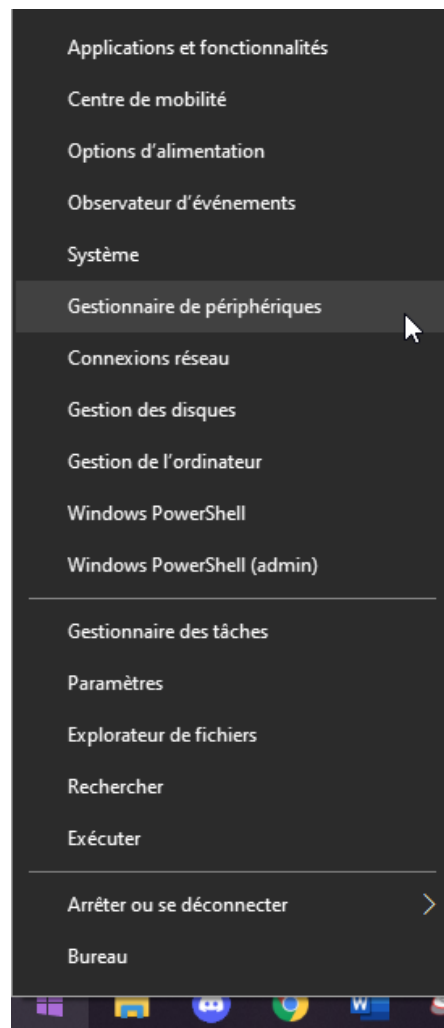 Applications et fonctionnalités
Centre de mobilité
Options d’alimentation
Observateur d’événements
Système
Gestionnaire de périphériques
Connexions réseau
Gestion des disques
Gestion de l’ordinateur
Windows PowerShell
Windows PowerShell (admin)
Gestionnaire des tâches
Paramètres
Explorateur de fichiers
Rechercher
Exécuter
Arrêter ou se déconnecter
Bureau
W